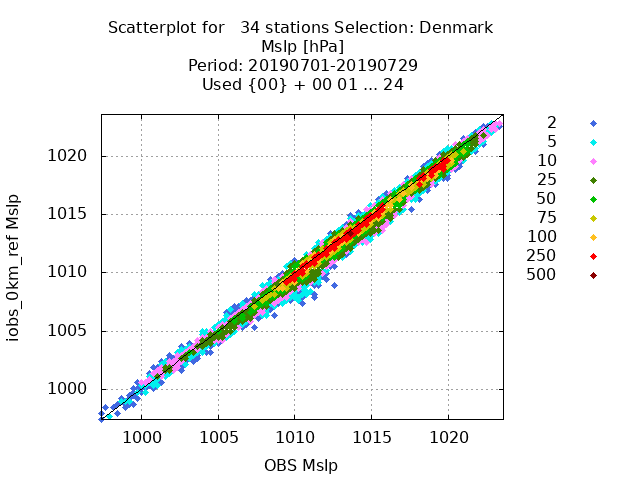 Scatterplot for   34 stations Selection: Denmark
Mslp [hPa]
Period: 20190701-20190729
Used {00} + 00 01 ... 24
iobs_0km_ref Mslp
1020
1015
1010
1005
1000
1000 1005 1010 1015 1020
OBS Mslp
2
5
10
25
50
75
100
250
500